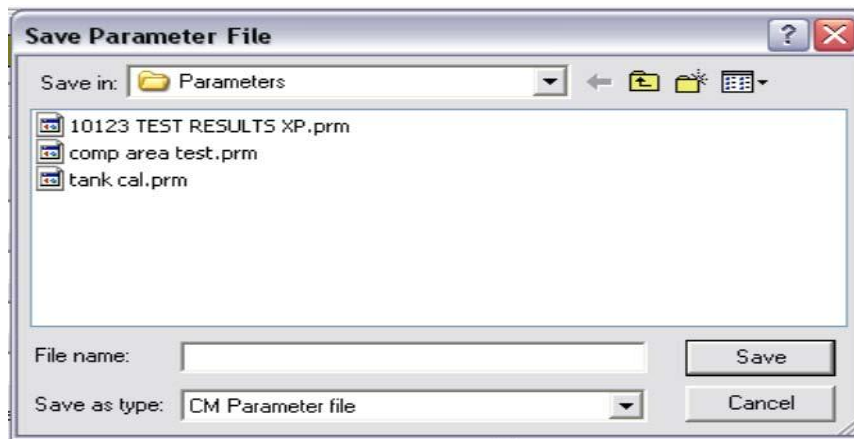 Save Parameter File
Save in: Parameters
10123 TEST RESULTS XP.prm
comp area test.prm
tank cal.prm
File name:
Save
Save as type: CM Parameter file
Cancel